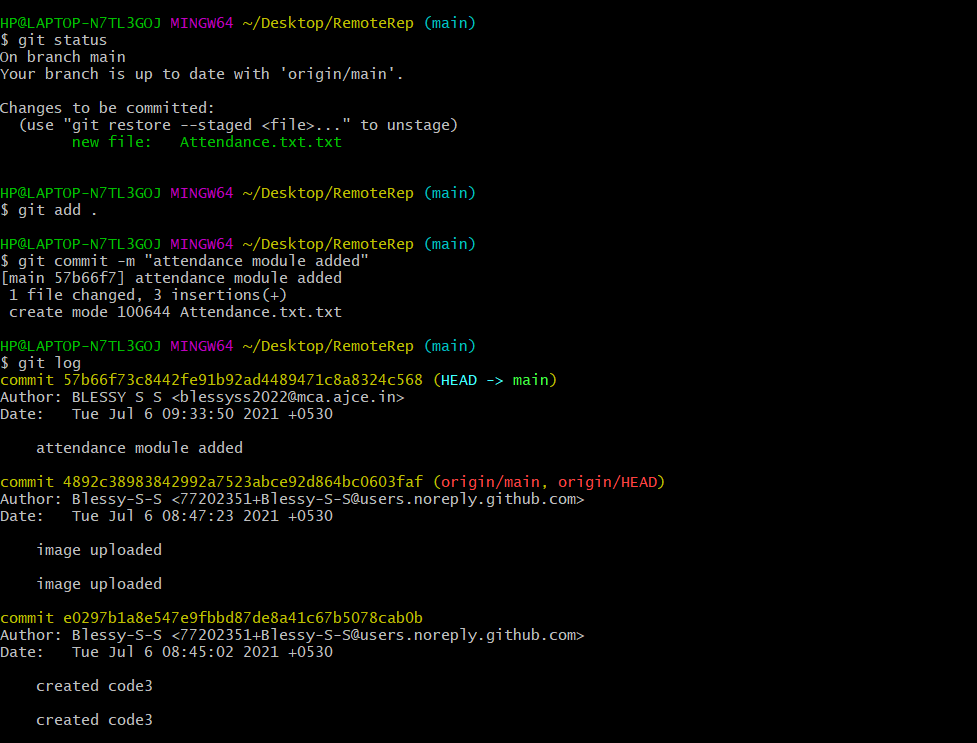 HP@LAPTOP-N7TL3GOJ MINGW64 ~/Desktop/RemoteRep (main)
$ git status
On branch main
Your branch is up to date with 'origin/main'.
Changes to be committed:
  (use "git restore --staged <file>..." to unstage)
        new file:   Attendance.txt.txt
HP@LAPTOP-N7TL3GOJ MINGW64 ~/Desktop/RemoteRep (main)
$ git add .
HP@LAPTOP-N7TL3GOJ MINGW64 ~/Desktop/RemoteRep (main)
$ git commit -m "attendance module added"
[main 57b66f7] attendance module added
 1 file changed, 3 insertions(+)
 create mode 100644 Attendance.txt.txt
HP@LAPTOP-N7TL3GOJ MINGW64 ~/Desktop/RemoteRep (main)
$ git log
commit 57b66f73c8442fe91b92ad4489471c8a8324c568 (HEAD -> main)
Author: BLESSY S S <blessyss2022@mca.ajce.in>
Date:   Tue Jul 6 09:33:50 2021 +0530
    attendance module added
commit 4892c38983842992a7523abce92d864bc0603faf (origin/main, origin/HEAD)
Author: Blessy-S-S <77202351+Blessy-S-S@users.noreply.github.com>
Date:   Tue Jul 6 08:47:23 2021 +0530
    image uploaded
    image uploaded
commit e0297b1a8e547e9fbbd87de8a41c67b5078cab0b
Author: Blessy-S-S <77202351+Blessy-S-S@users.noreply.github.com>
Date:   Tue Jul 6 08:45:02 2021 +0530
    created code3
    created code3